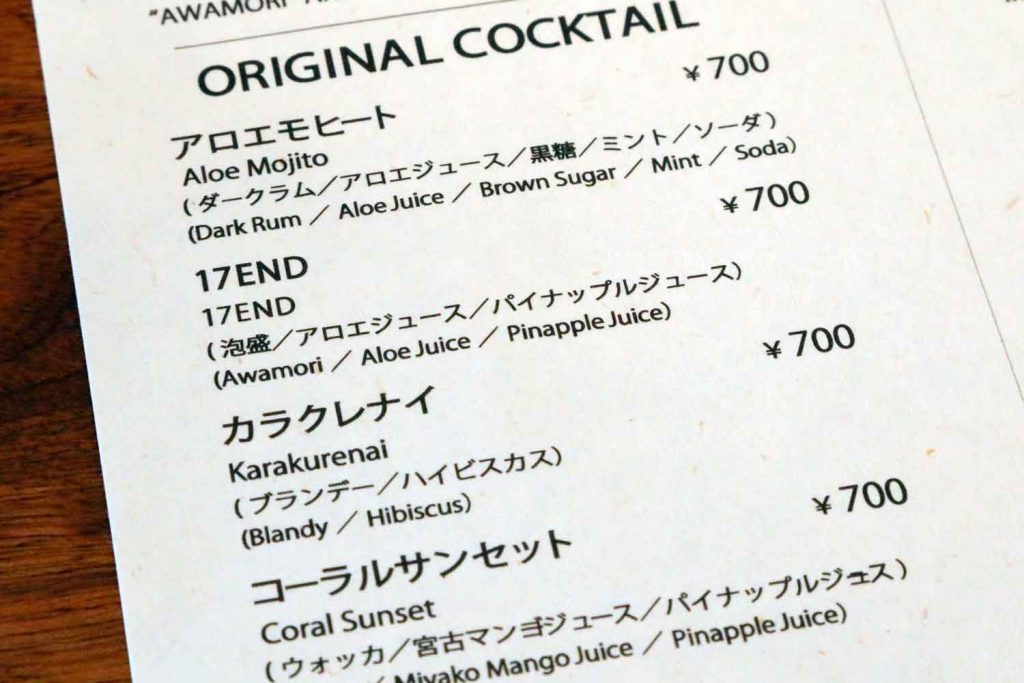 "AWAMORI
ORIGINAL COCKTAIL
アロエモヒート ¥700
Aloe Mojito
(ダークラム／アロエジュース／黒糖／ミント／ソーダ)
(Dark Rum ／ Aloe Juice ／ Brown Sugar ／ Mint ／ Soda)
17END ¥700
17END
(泡盛／アロエジュース／パイナップルジュース)
(Awamori ／ Aloe Juice ／ Pinapple Juice)
カラクレナイ ¥700
Karakurenai
(ブランデー／ハイビスカス)
(Blandy ／ Hibiscus)
コーラルサンセット ¥700
Coral Sunset
(ウォッカ／宮古マンゴジュース／パイナップルジュース)
／ Miyako Mango Juice ／ Pinapple Juice)